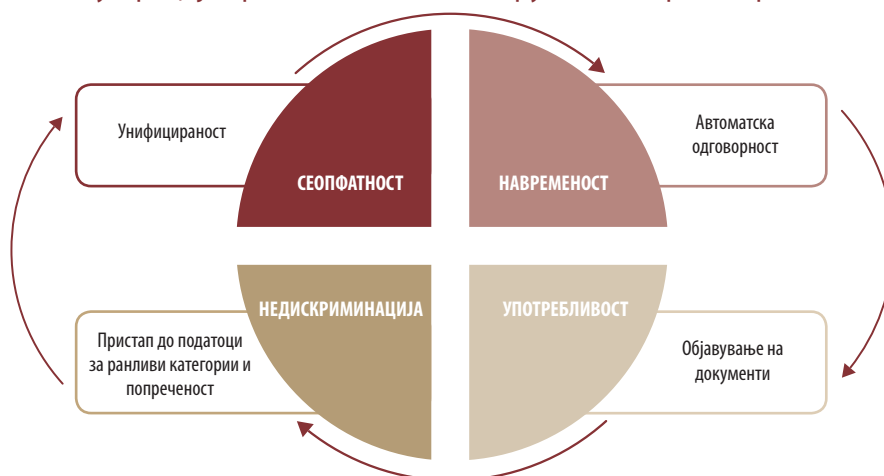 Унифицираност
СЕОПФАТНОСТ
НАВРЕМЕНОСТ
Автоматска
одговорност
НЕДИСКРИМИНАЦИЈА
Пристап до податоци
за ранливи категории и
попреченост
УПОТРЕБЛИВОСТ
Објавување на
документи